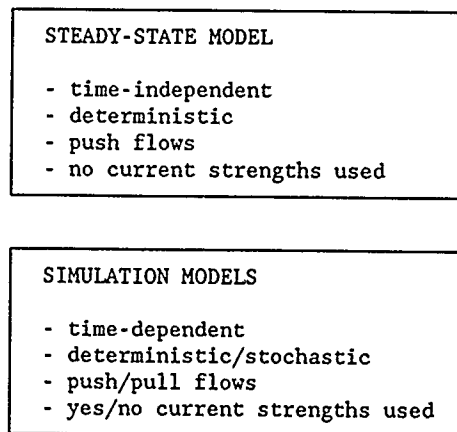 STEADY-STATE MODEL
- time-independent
- deterministic
- push flows
- no current strengths used
SIMULATION MODELS
- time-dependent
- deterministic/stochastic
- push/pull flows
- yes/no current strengths used